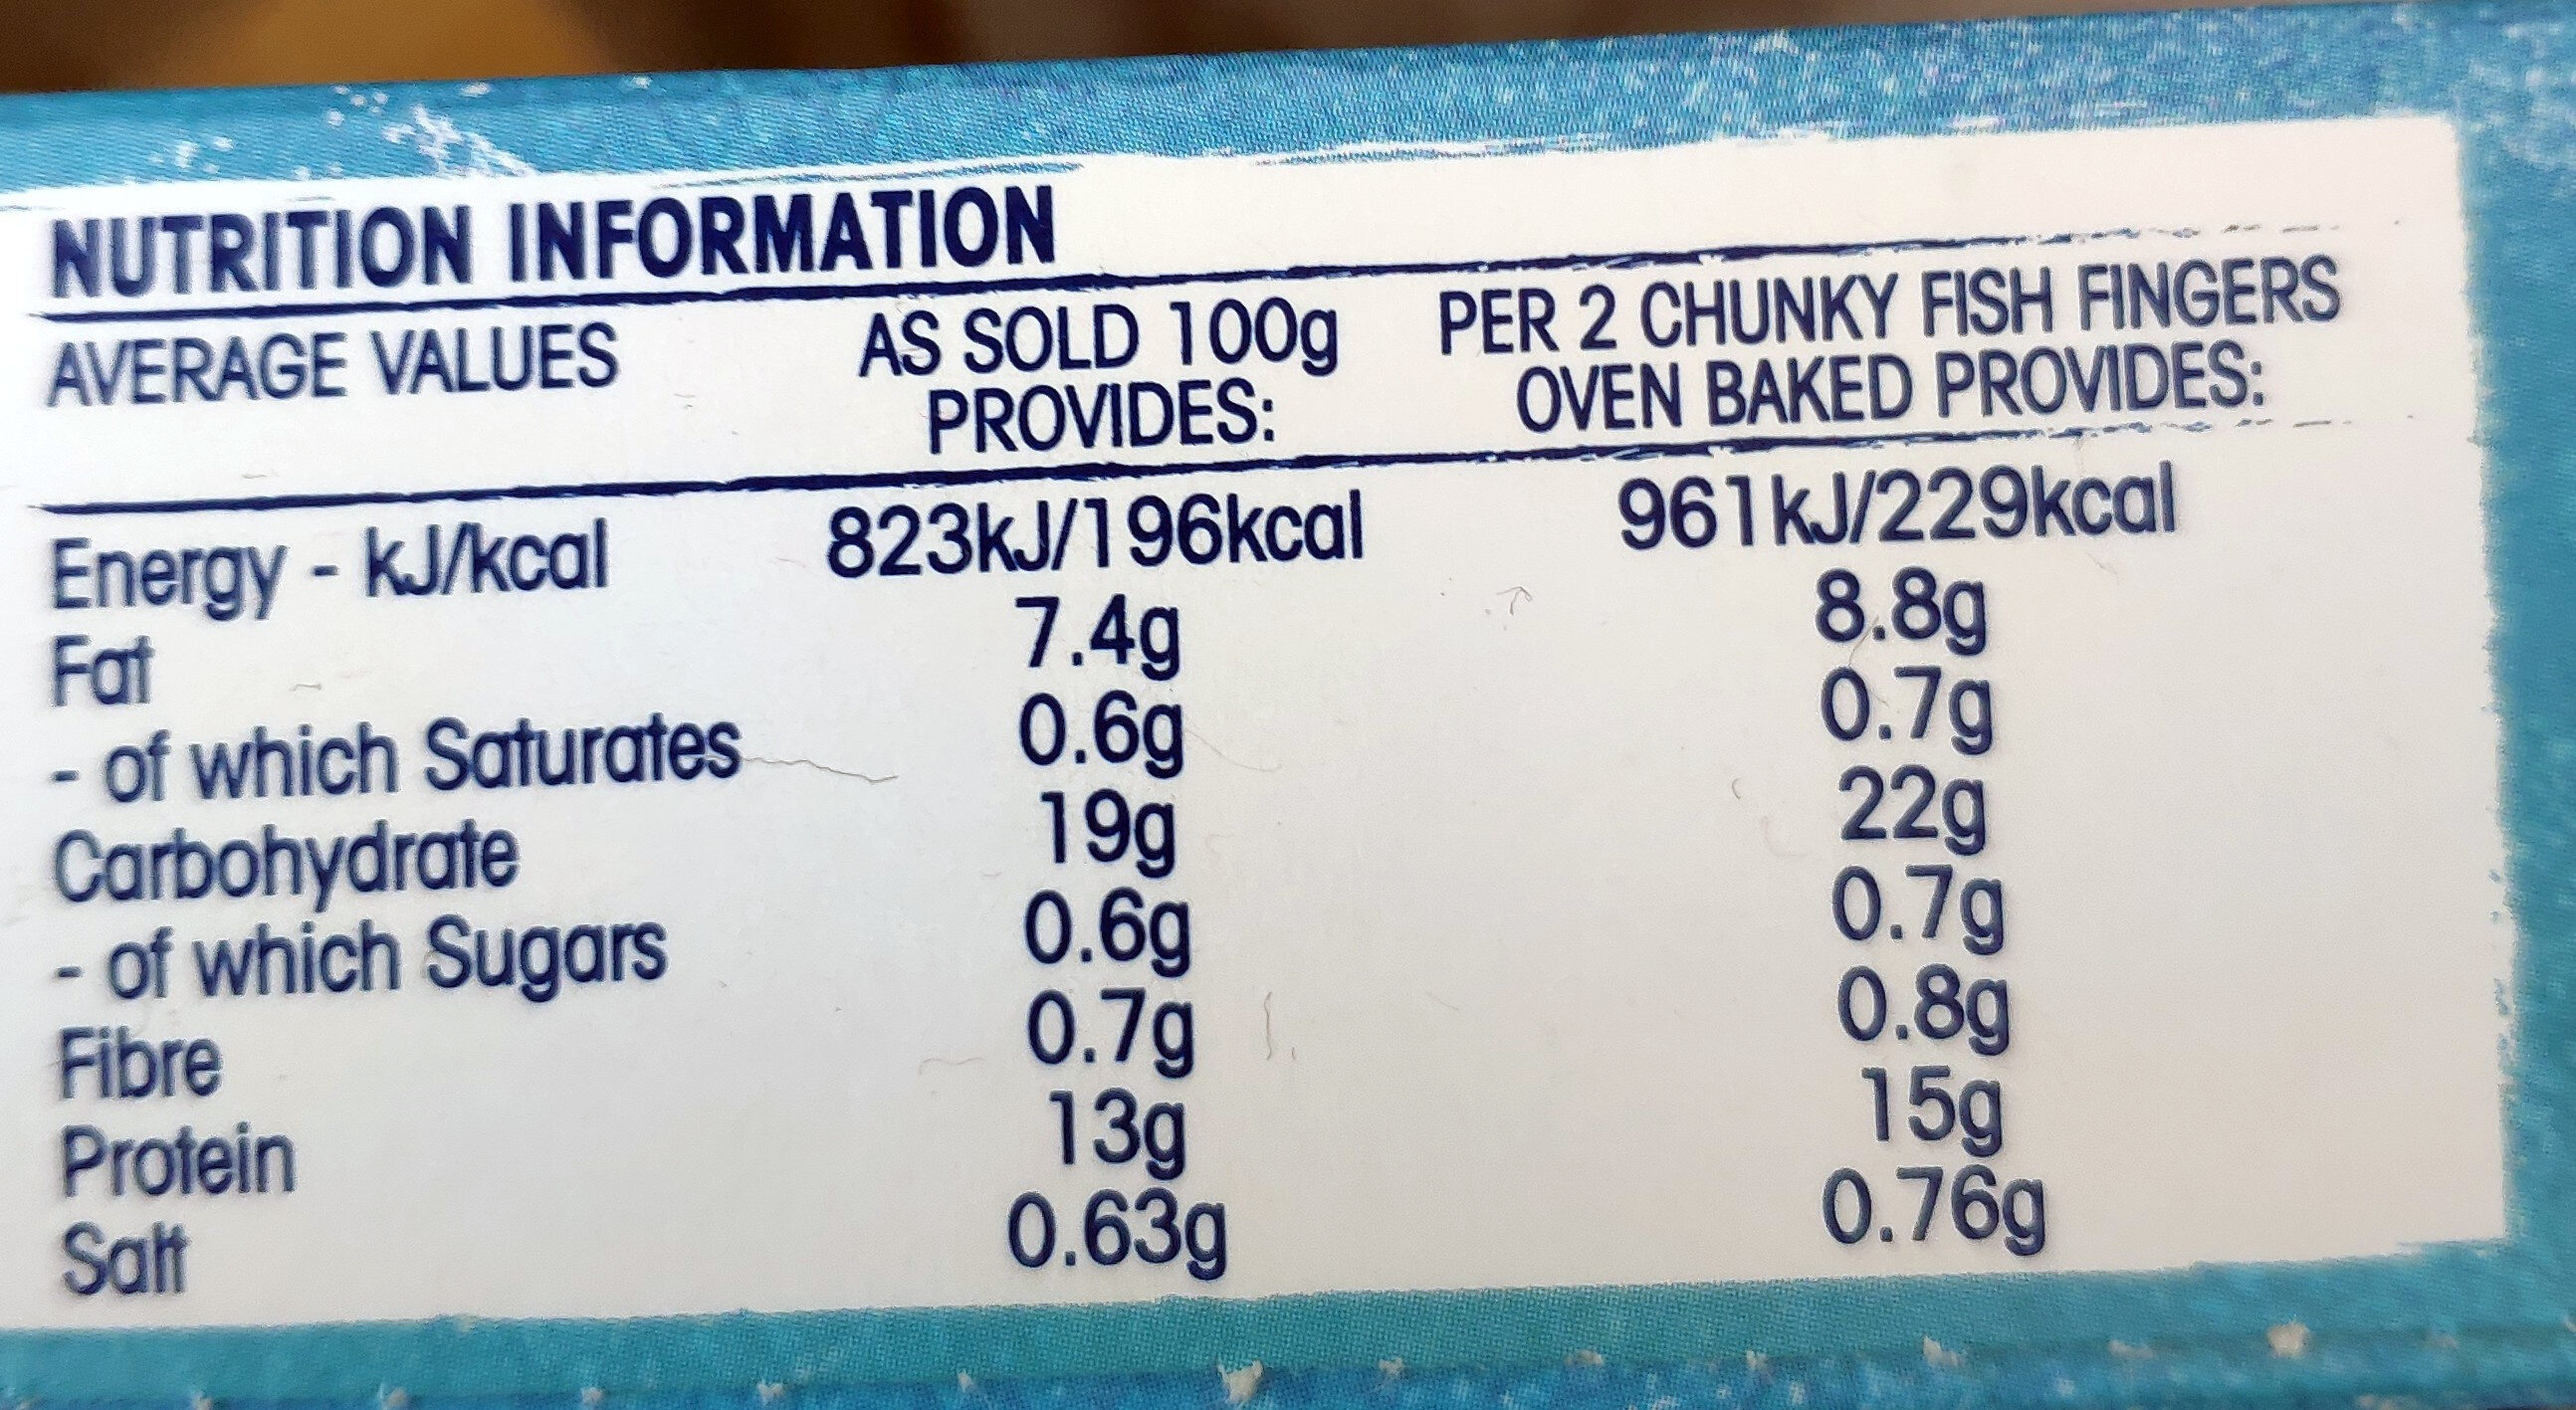 NUTRITION INFORMATION
AVERAGE VALUES AS SOLD 100g PER 2 CHUNKY FISH FINGERS
PROVIDES: OVEN BAKED PROVIDES:
Energy - kJ/kcal 823kJ/196kcal 961kJ/229kcal
Fat 7.4g 8.8g
- of which Saturates 0.6g 0.7g
Carbohydrate 19g 22g
- of which Sugars 0.6g 0.7g
Fibre 0.7g 0.8g
Protein 13g 15g
Salt 0.63g 0.76g